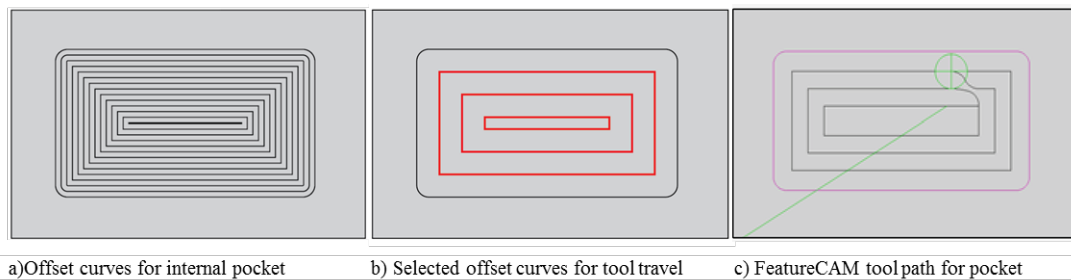 a)Offset curves for internal pocket
b) Selected offset curves for tool travel
c) FeatureCAM tool path for pocket